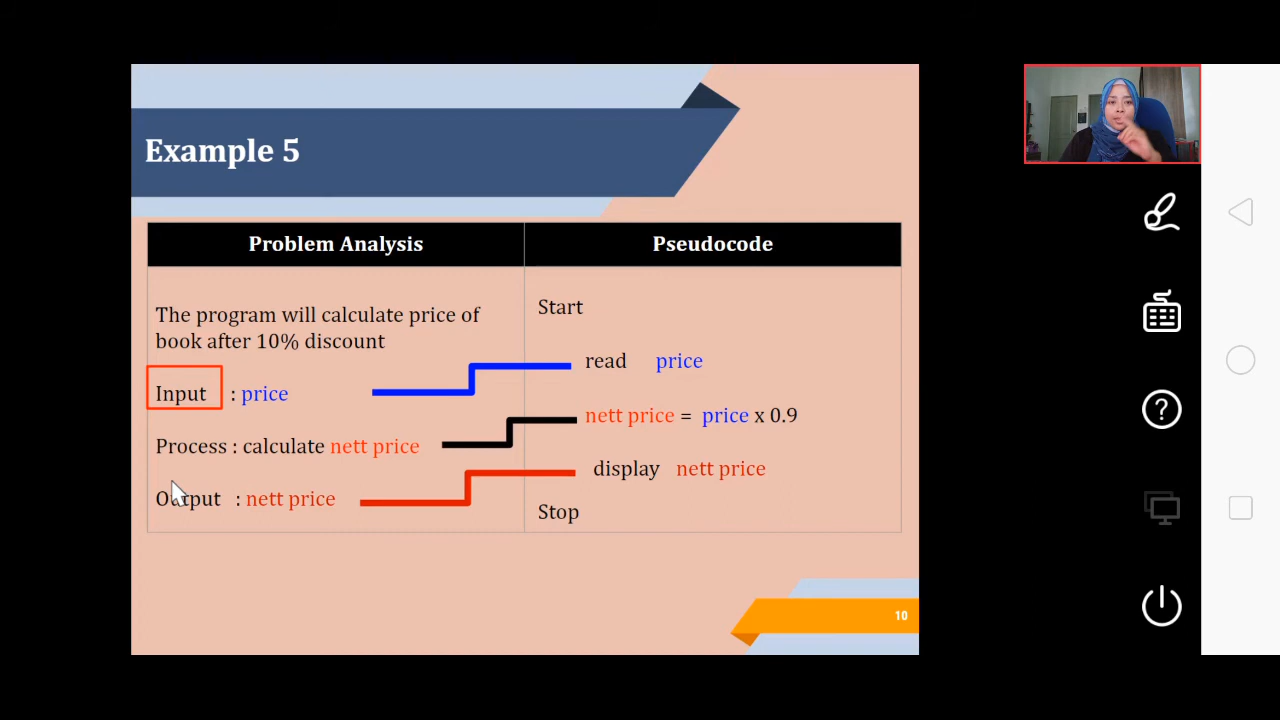 Example 5
Problem Analysis
Pseudocode
The program will calculate price of
book after 10% discount
Input : price
Process : calculate nett price
Output : nett price
Start
read price
nett price = price x 0.9
display nett price
Stop
10